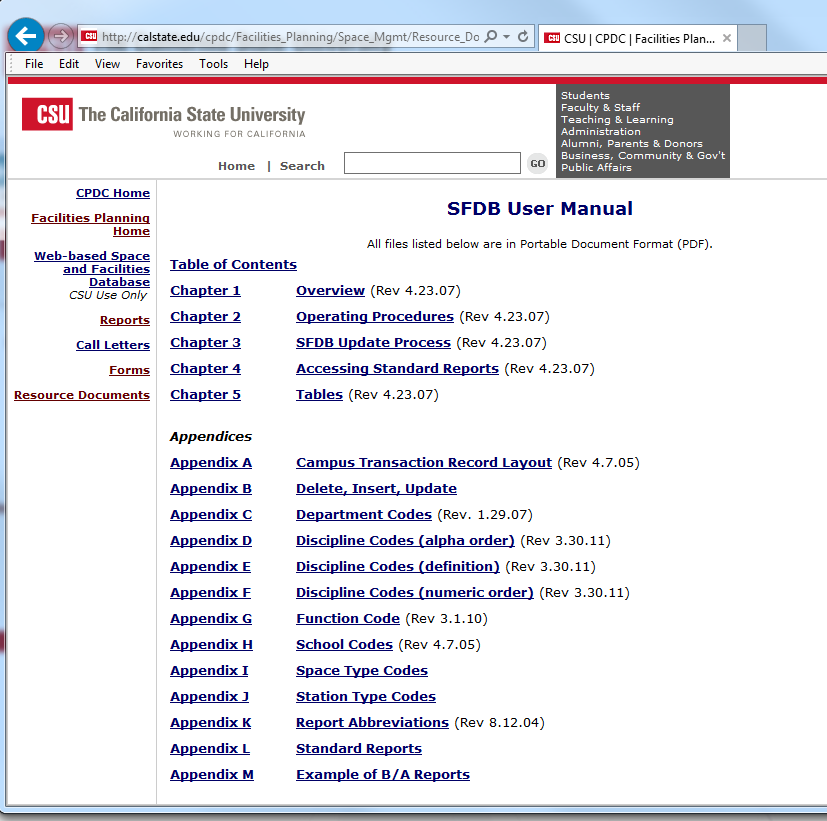 http://calstate.edu/cpdc/Facilities_Planning/Space_Mgmt/Resource_Do
CSU | CPDC | Facilities Plan...
File Edit View Favorites Tools Help
CSU The California State University
WORKING FOR CALIFORNIA
Home | Search GO
Students
Faculty & Staff
Teaching & Learning
Administration
Alumni, Parents & Donors
Business, Community & Gov't
Public Affairs
CPDC Home
Facilities Planning
Home
Web-based Space
and Facilities
Database
CSU Use Only
Reports
Call Letters
Forms
Resource Documents
SFDB User Manual
All files listed below are in Portable Document Format (PDF).
Table of Contents
Chapter 1 Overview (Rev 4.23.07)
Chapter 2 Operating Procedures (Rev 4.23.07)
Chapter 3 SFDB Update Process (Rev 4.23.07)
Chapter 4 Accessing Standard Reports (Rev 4.23.07)
Chapter 5 Tables (Rev 4.23.07)
Appendices
Appendix A Campus Transaction Record Layout (Rev 4.7.05)
Appendix B Delete, Insert, Update
Appendix C Department Codes (Rev. 1.29.07)
Appendix D Discipline Codes (alpha order) (Rev 3.30.11)
Appendix E Discipline Codes (definition) (Rev 3.30.11)
Appendix F Discipline Codes (numeric order) (Rev 3.30.11)
Appendix G Function Code (Rev 3.1.10)
Appendix H School Codes (Rev 4.7.05)
Appendix I Space Type Codes
Appendix J Station Type Codes
Appendix K Report Abbreviations (Rev 8.12.04)
Appendix L Standard Reports
Appendix M Example of B/A Reports